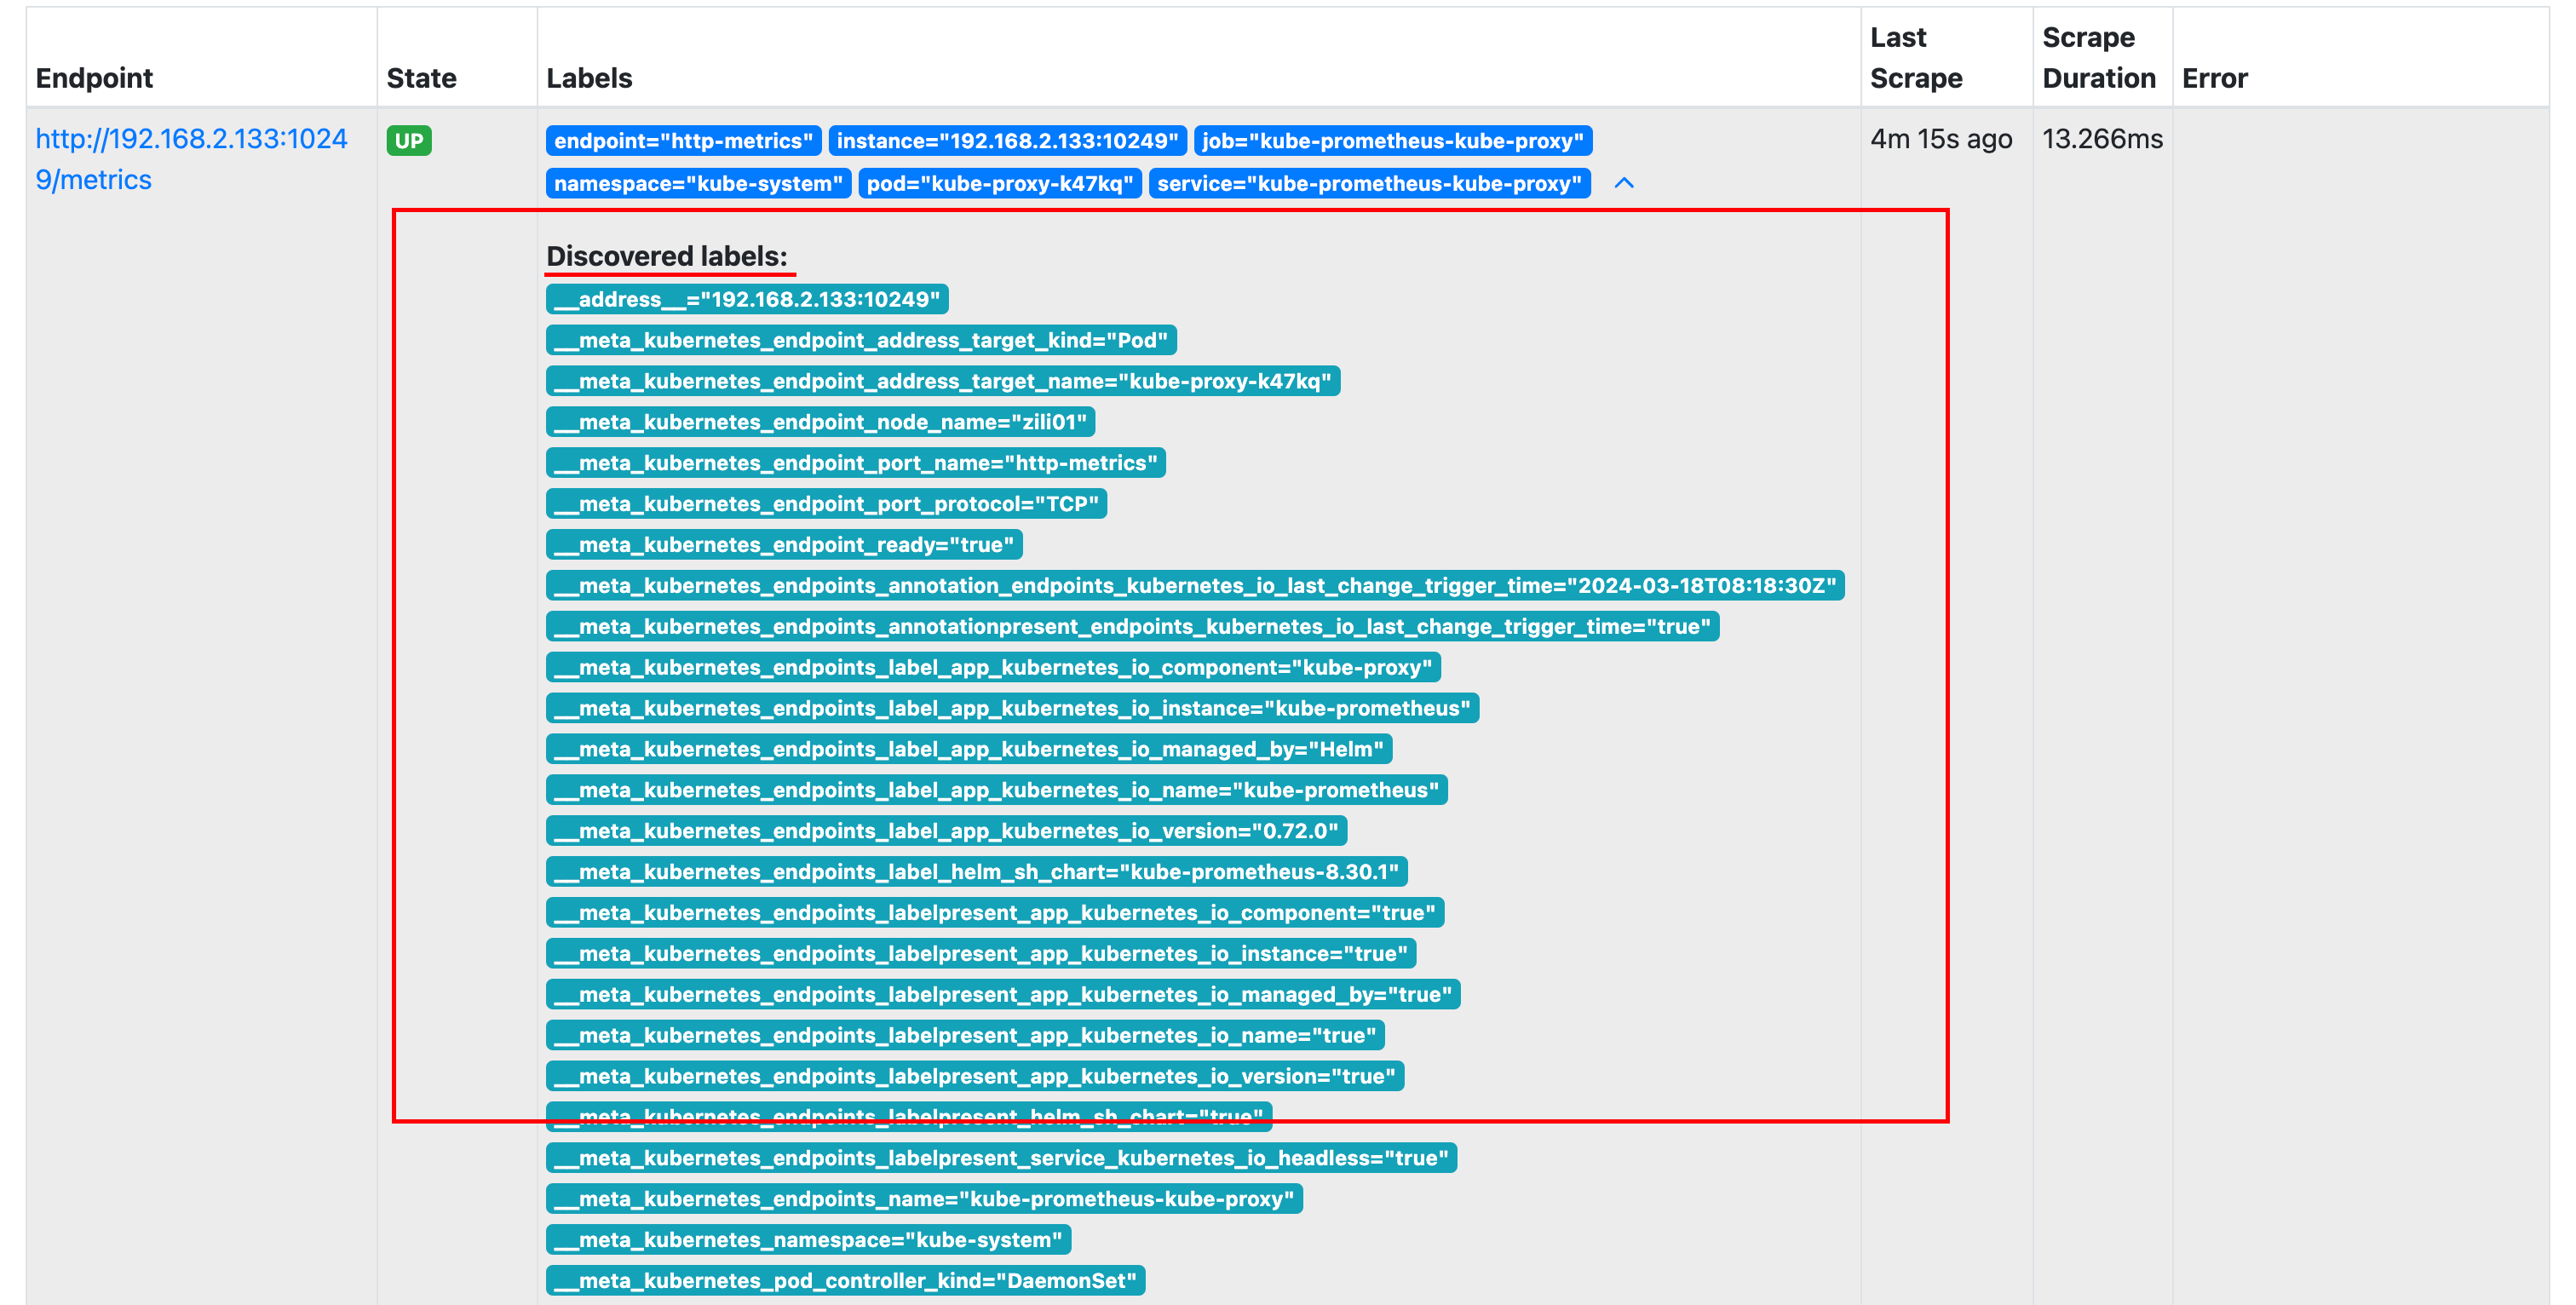 Endpoint State Labels Last Scrape Scrape Duration Error
http://192.168.2.133:1024
9/metrics
UP
endpoint="http-metrics" instance="192.168.2.133:10249" job="kube-prometheus-kube-proxy"
namespace="kube-system" pod="kube-proxy-k47kq" service="kube-prometheus-kube-proxy"
4m 15s ago
13.266ms
Discovered labels:
__address__="192.168.2.133:10249"
__meta_kubernetes_endpoint_address_target_kind="Pod"
__meta_kubernetes_endpoint_address_target_name="kube-proxy-k47kq"
__meta_kubernetes_endpoint_node_name="zili01"
__meta_kubernetes_endpoint_port_name="http-metrics"
__meta_kubernetes_endpoint_port_protocol="TCP"
__meta_kubernetes_endpoint_ready="true"
__meta_kubernetes_endpoints_annotation_endpoints_kubernetes_io_last_change_trigger_time="2024-03-18T08:18:30Z"
__meta_kubernetes_endpoints_annotationpresent_endpoints_kubernetes_io_last_change_trigger_time="true"
__meta_kubernetes_endpoints_label_app_kubernetes_io_component="kube-proxy"
__meta_kubernetes_endpoints_label_app_kubernetes_io_instance="kube-prometheus"
__meta_kubernetes_endpoints_label_app_kubernetes_io_managed_by="Helm"
__meta_kubernetes_endpoints_label_app_kubernetes_io_name="kube-prometheus"
__meta_kubernetes_endpoints_label_app_kubernetes_io_version="0.72.0"
__meta_kubernetes_endpoints_label_helm_sh_chart="kube-prometheus-8.30.1"
__meta_kubernetes_endpoints_labelpresent_app_kubernetes_io_component="true"
__meta_kubernetes_endpoints_labelpresent_app_kubernetes_io_instance="true"
__meta_kubernetes_endpoints_labelpresent_app_kubernetes_io_managed_by="true"
__meta_kubernetes_endpoints_labelpresent_app_kubernetes_io_name="true"
__meta_kubernetes_endpoints_labelpresent_app_kubernetes_io_version="true"
__meta_kubernetes_endpoints_labelpresent_helm_sh_chart="true"
__meta_kubernetes_endpoints_labelpresent_service_kubernetes_io_headless="true"
__meta_kubernetes_endpoints_name="kube-prometheus-kube-proxy"
__meta_kubernetes_namespace="kube-system"
__meta_kubernetes_pod_controller_kind="DaemonSet"